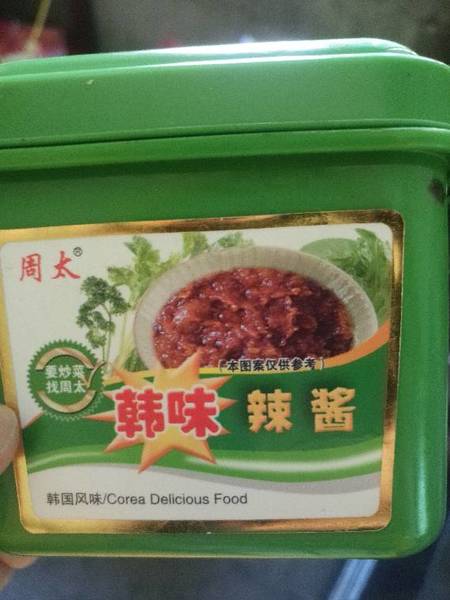 周太®
(本图案仅供参考)
要炒菜
找周太
韩味辣酱
韩国风味/Corea Delicious Food